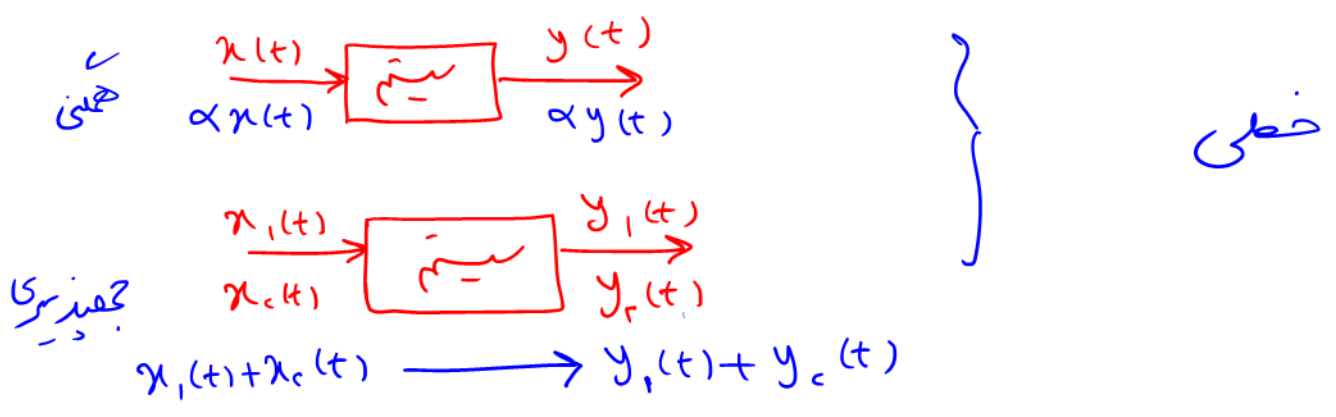 همگنی x(t) سیستم y(t)
αx(t) αy(t)
خطی
جمع‌پذیری x₁(t) سیستم y₁(t)
x₂(t) y₂(t)
x₁(t)+x₂(t) → y₁(t)+y₂(t)